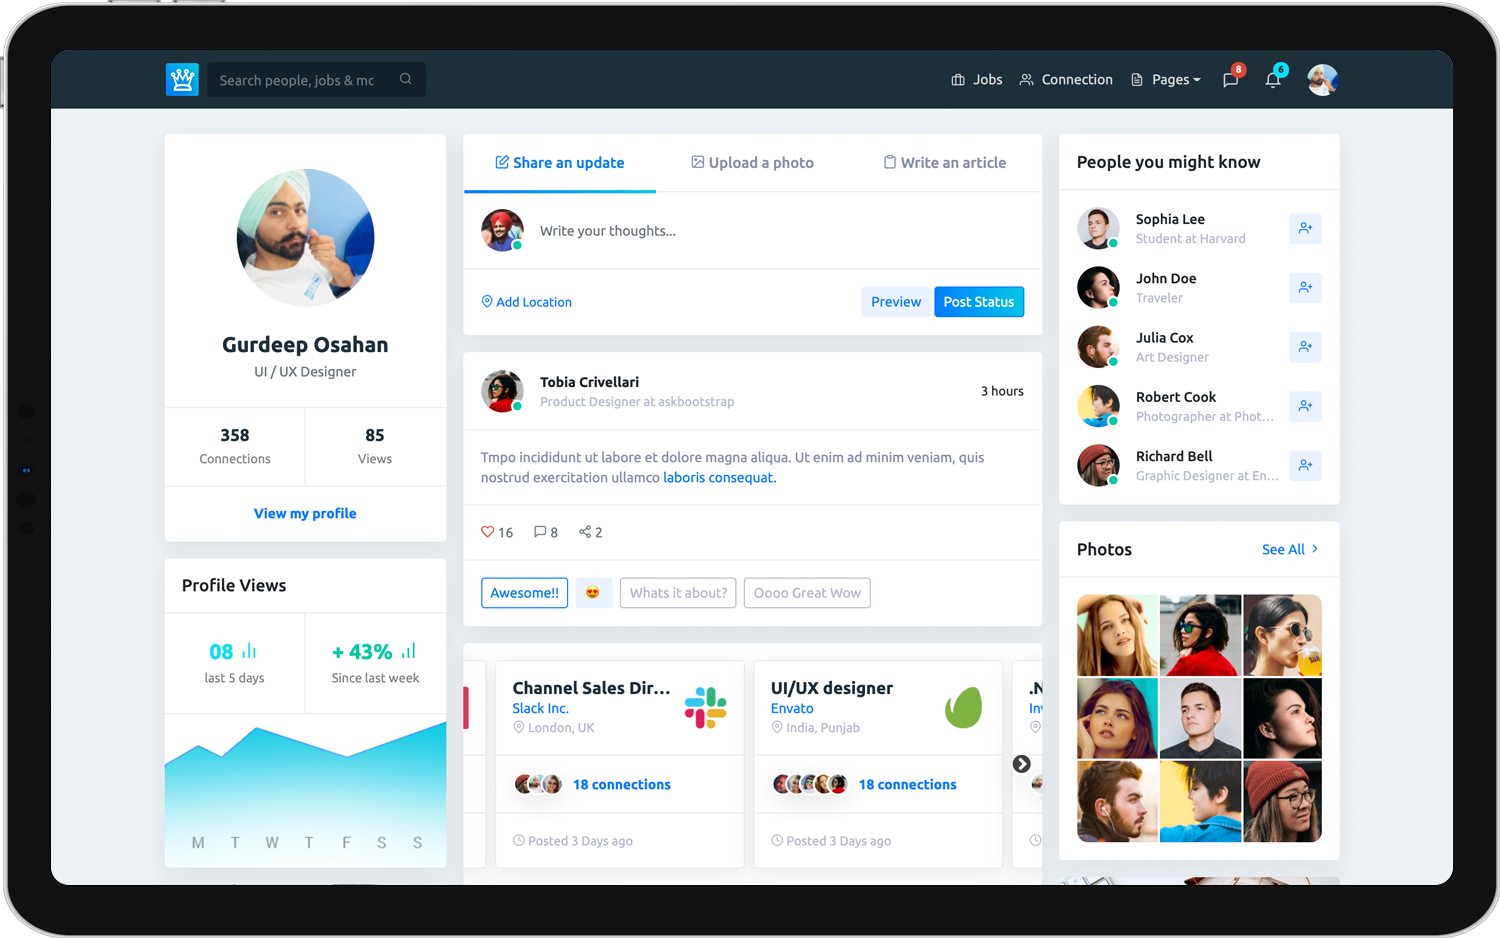 Search people, jobs & mc
Jobs
Connection
Pages
8
6
Gurdeep Osahan
UI / UX Designer
358
Connections
85
Views
View my profile
Profile Views
08
last 5 days
+ 43%
Since last week
M T W T F S S
Share an update
Upload a photo
Write an article
Write your thoughts...
Add Location
Preview
Post Status
Tobia Crivellari
Product Designer at askbootstrap
3 hours
Tmpo incididunt ut labore et dolore magna aliqua. Ut enim ad minim veniam, quis
nostrud exercitation ullamco laboris consequat.
16
8
2
Awesome!!
Whats it about?
Oooo Great Wow
Channel Sales Dir...
Slack Inc.
London, UK
18 connections
Posted 3 Days ago
UI/UX designer
Envato
India, Punjab
18 connections
Posted 3 Days ago
People you might know
Sophia Lee
Student at Harvard
John Doe
Traveler
Julia Cox
Art Designer
Robert Cook
Photographer at Phot...
Richard Bell
Graphic Designer at En...
Photos
See All